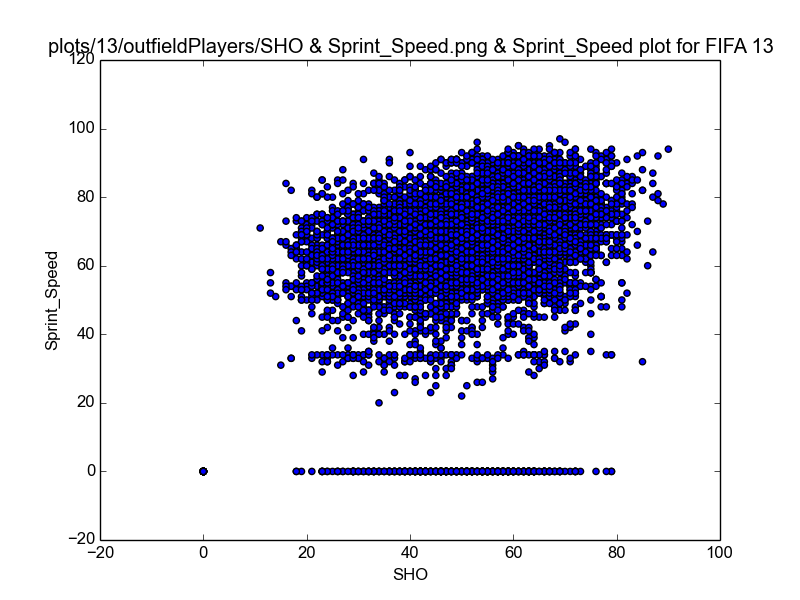 plots/13/outfieldPlayers/SHO & Sprint_Speed.png & Sprint_Speed plot for FIFA 13
120
100
80
60
40
20
0
−20
Sprint_Speed
−20 0 20 40 60 80 100
SHO